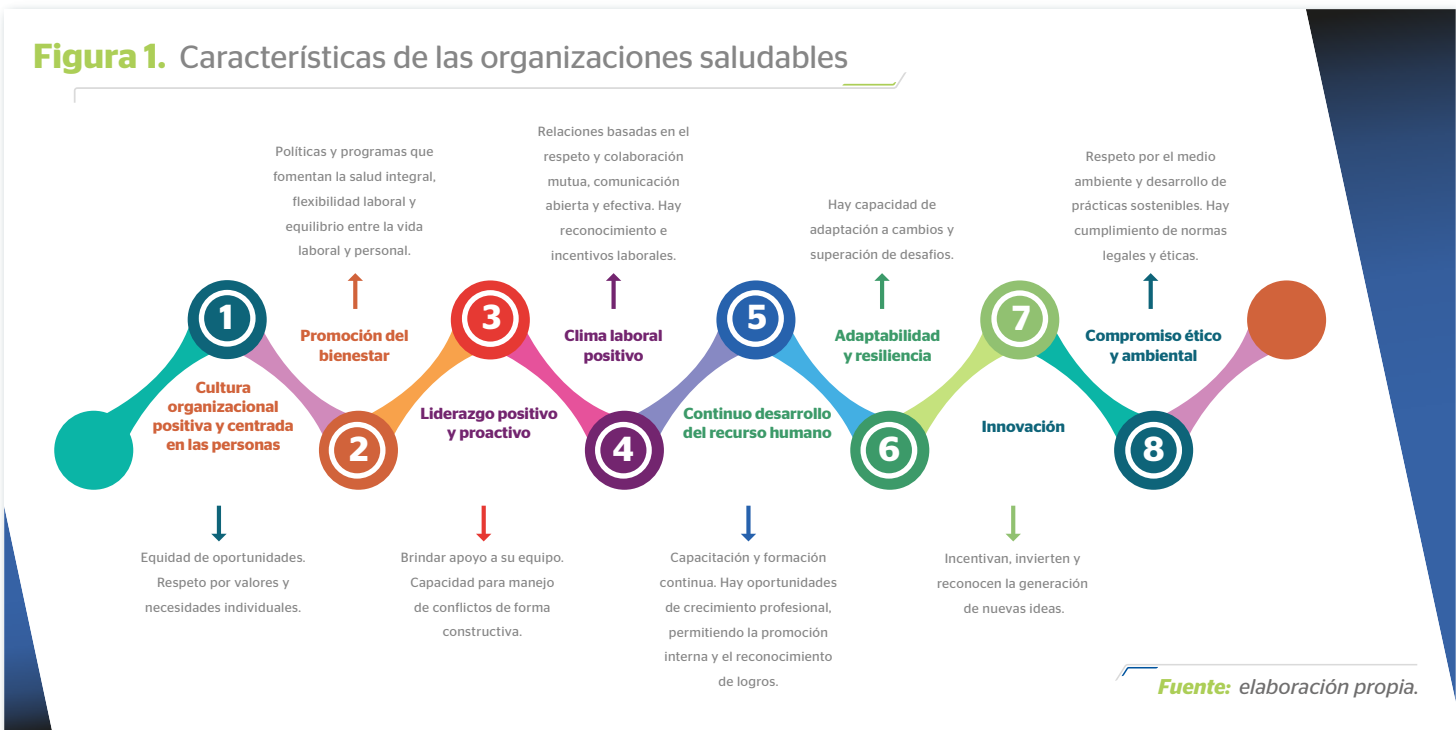 Figura 1. Características de las organizaciones saludables
1
Cultura
organizacional
positiva y centrada
en las personas
Equidad de oportunidades.
Respeto por valores y
necesidades individuales.
2
Promoción del
bienestar
Políticas y programas que
fomentan la salud integral,
flexibilidad laboral y
equilibrio entre la vida
laboral y personal.
3
Liderazgo positivo
y proactivo
Brindar apoyo a su equipo.
Capacidad para manejo
de conflictos de forma
constructiva.
4
Clima laboral
positivo
Relaciones basadas en el
respeto y colaboración
mutua, comunicación
abierta y efectiva. Hay
reconocimiento e
incentivos laborales.
5
Continuo desarrollo
del recurso humano
Capacitación y formación
continua. Hay oportunidades
de crecimiento profesional,
permitiendo la promoción
interna y el reconocimiento
de logros.
6
Adaptabilidad
y resiliencia
Hay capacidad de
adaptación a cambios y
superación de desafios.
7
Innovación
Incentivan, invierten y
reconocen la generación
de nuevas ideas.
8
Compromiso ético
y ambiental
Respeto por el medio
ambiente y desarrollo de
prácticas sostenibles. Hay
cumplimiento de normas
legales y éticas.
Fuente: elaboración propia.